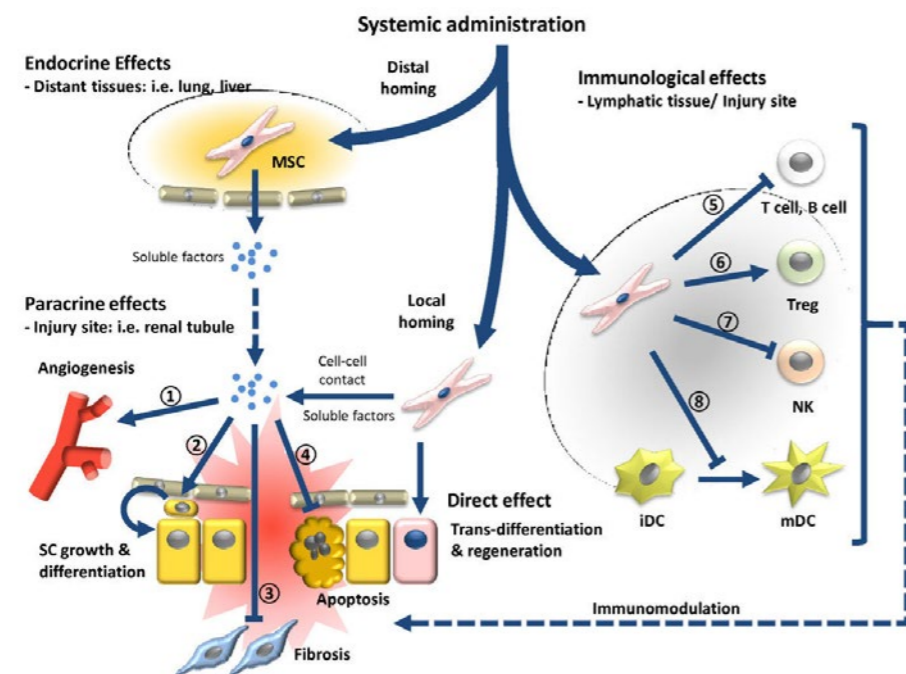 Systemic administration
Endocrine Effects
- Distant tissues: i.e. lung, liver
Distal
homing
Immunological effects
- Lymphatic tissue/ Injury site
MSC
⑤
T cell, B cell
Soluble factors
⑥
Treg
Paracrine effects
- Injury site: i.e. renal tubule
Local
homing
⑦
NK
Angiogenesis
①
Cell-cell
contact
Soluble factors
⑧
②
④
iDC
mDC
Direct effect
Trans-differentiation
& regeneration
SC growth &
differentiation
③
Apoptosis
Immunomodulation
Fibrosis